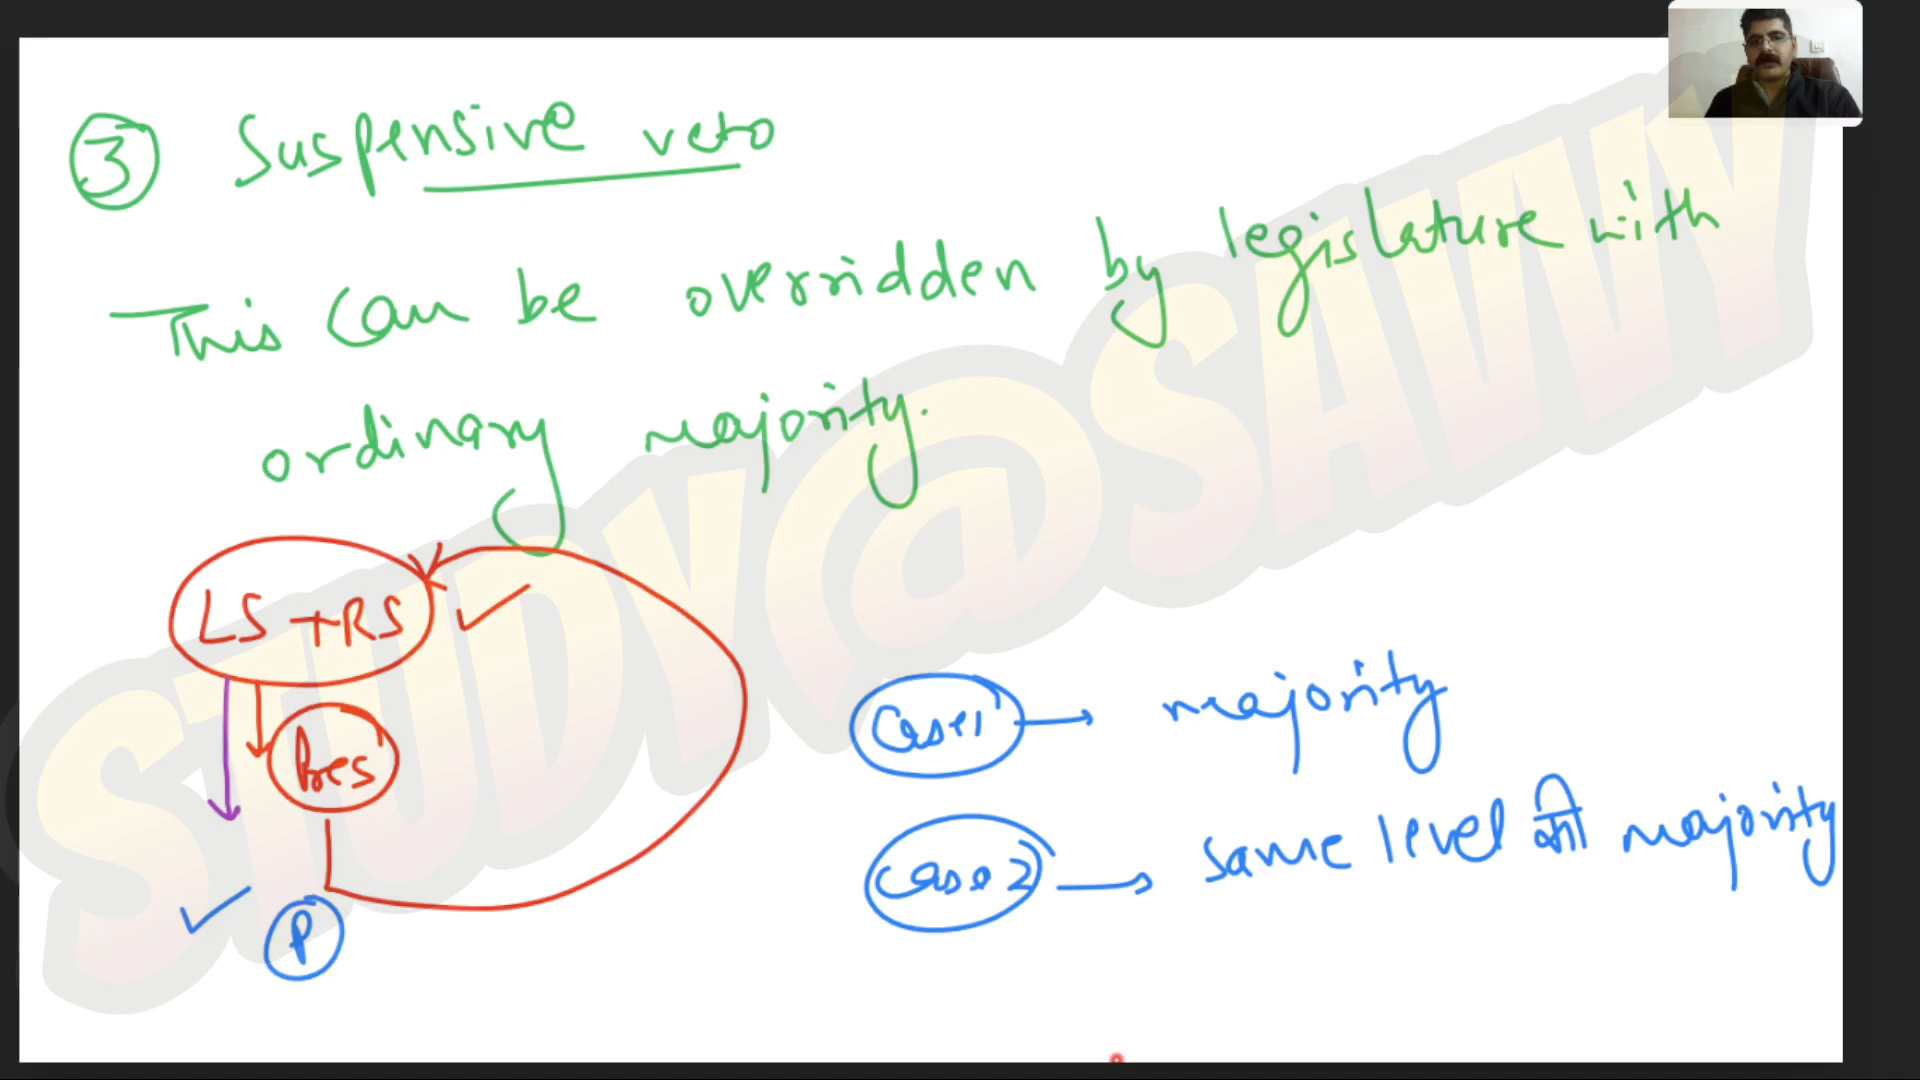 3 Suspensive veto
This can be overridden by legislature with
ordinary majority.
LS + RS
Pres
P
Case 1 → majority
Case 2 → same level की majority
STUDY@SAVVY